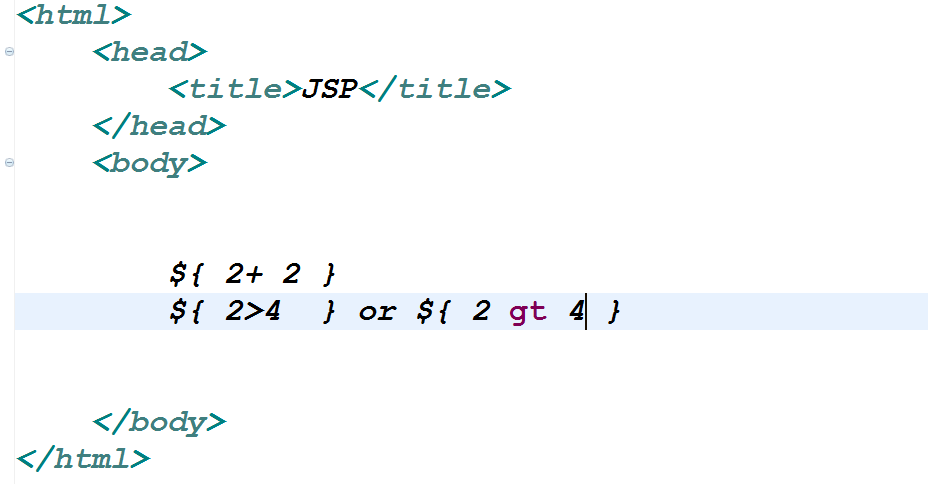 <html>
<head>
<title>JSP</title>
</head>
<body>
${ 2+ 2 }
${ 2>4  } or ${ 2 gt 4 }
</body>
</html>